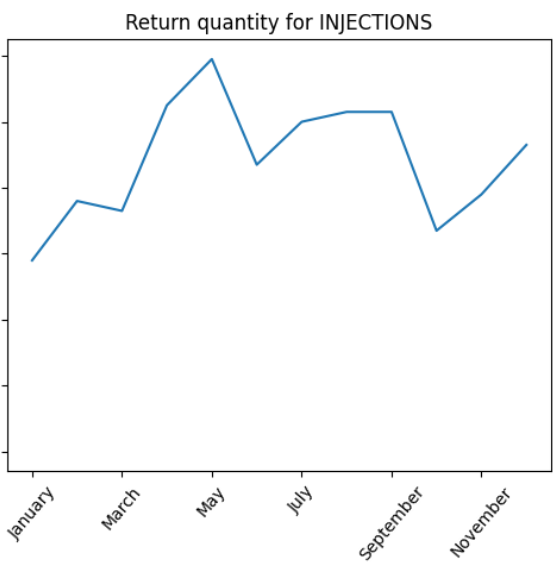 Return quantity for INJECTIONS
January
March
May
July
September
November